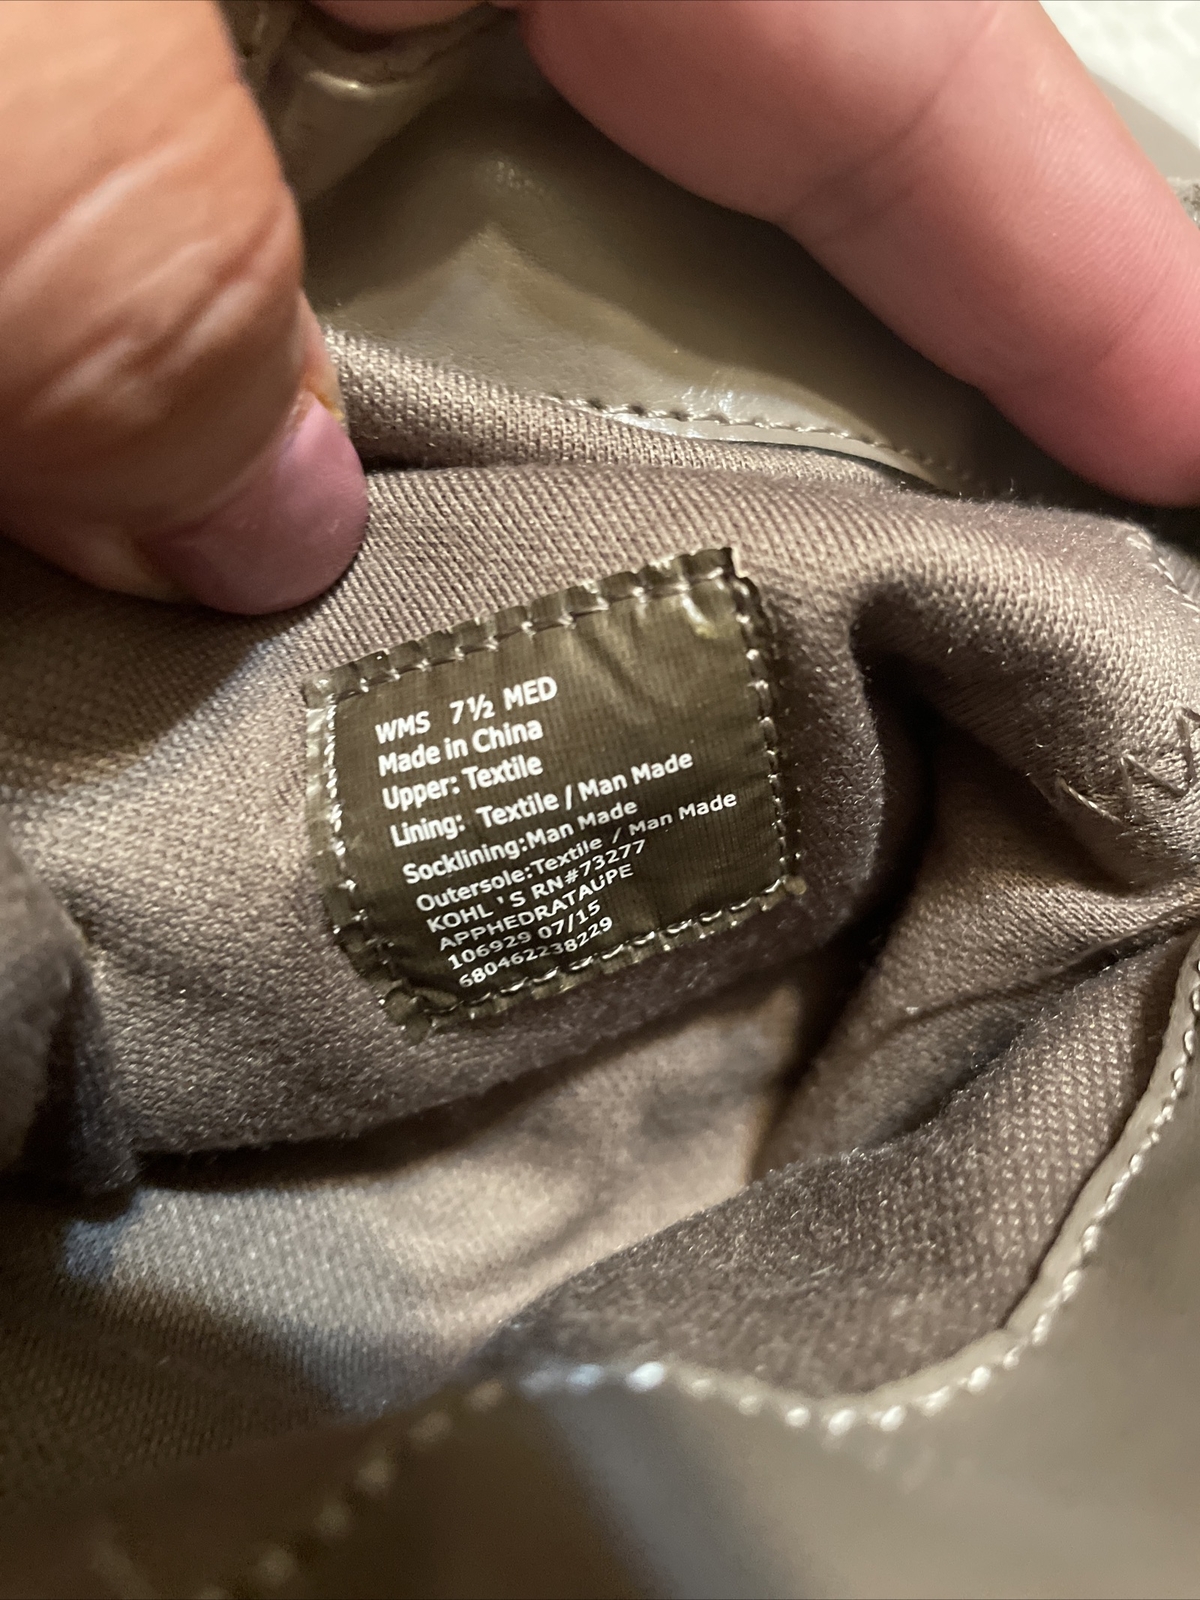 WMS 7½ MED
Made in China
Upper: Textile
Lining: Textile / Man Made
Socklining:Man Made
Outersole:Textile / Man Made
KOHL'S RN#73277
APPHEDRATAUPE
106929 07/15
680462238229